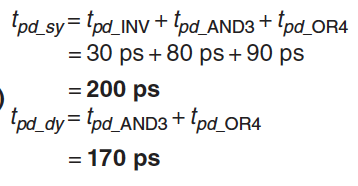 tpd_sy = tpd_INV + tpd_AND3 + tpd_OR4
= 30 ps + 80 ps + 90 ps
= 200 ps
tpd_dy = tpd_AND3 + tpd_OR4
= 170 ps